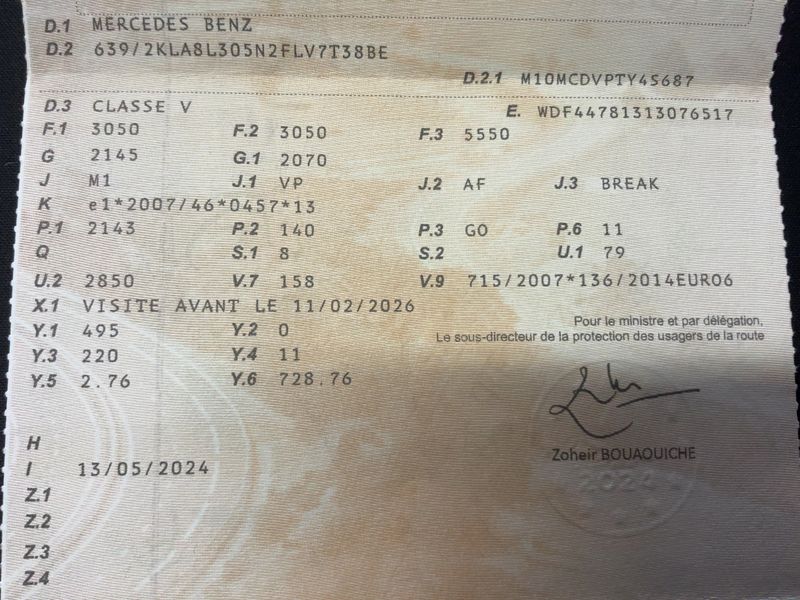 D.1 MERCEDES BENZ
D.2 639/2KLA8L305N2FLV7T38BE
D.2.1 M10MCDVPTY4S687
D.3 CLASSE V E. WDF44781313076517
F.1 3050 F.2 3050 F.3 5550
G 2145 G.1 2070
J M1 J.1 VP J.2 AF J.3 BREAK
K e1*2007/46*0457*13
P.1 2143 P.2 140 P.3 GO P.6 11
Q S.1 8 S.2 U.1 79
U.2 2850 V.7 158 V.9 715/2007*136/2014EURO6
X.1 VISITE AVANT LE 11/02/2026
Y.1 495 Y.2 0
Pour le ministre et par délégation,
Le sous-directeur de la protection des usagers de la route
Y.3 220 Y.4 11
Y.5 2.76 Y.6 728.76
Zoheir BOUAOUICHE
H
I 13/05/2024
2024
Z.1
Z.2
Z.3
Z.4